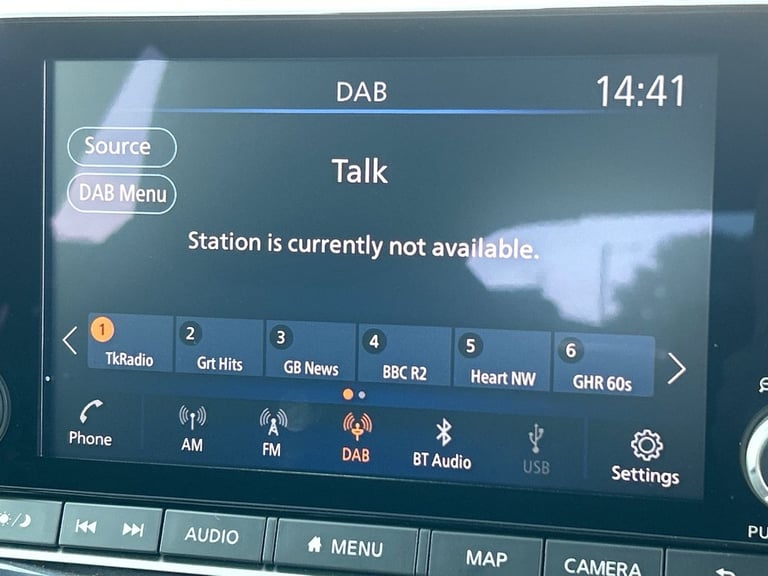 DAB
14:41
Source
Talk
DAB Menu
Station is currently not available.
1
TkRadio
2
Grt Hits
3
GB News
4
BBC R2
5
Heart NW
6
GHR 60s
Phone
AM
FM
DAB
BT Audio
USB
Settings
AUDIO
MENU
MAP
CAMERA
PU